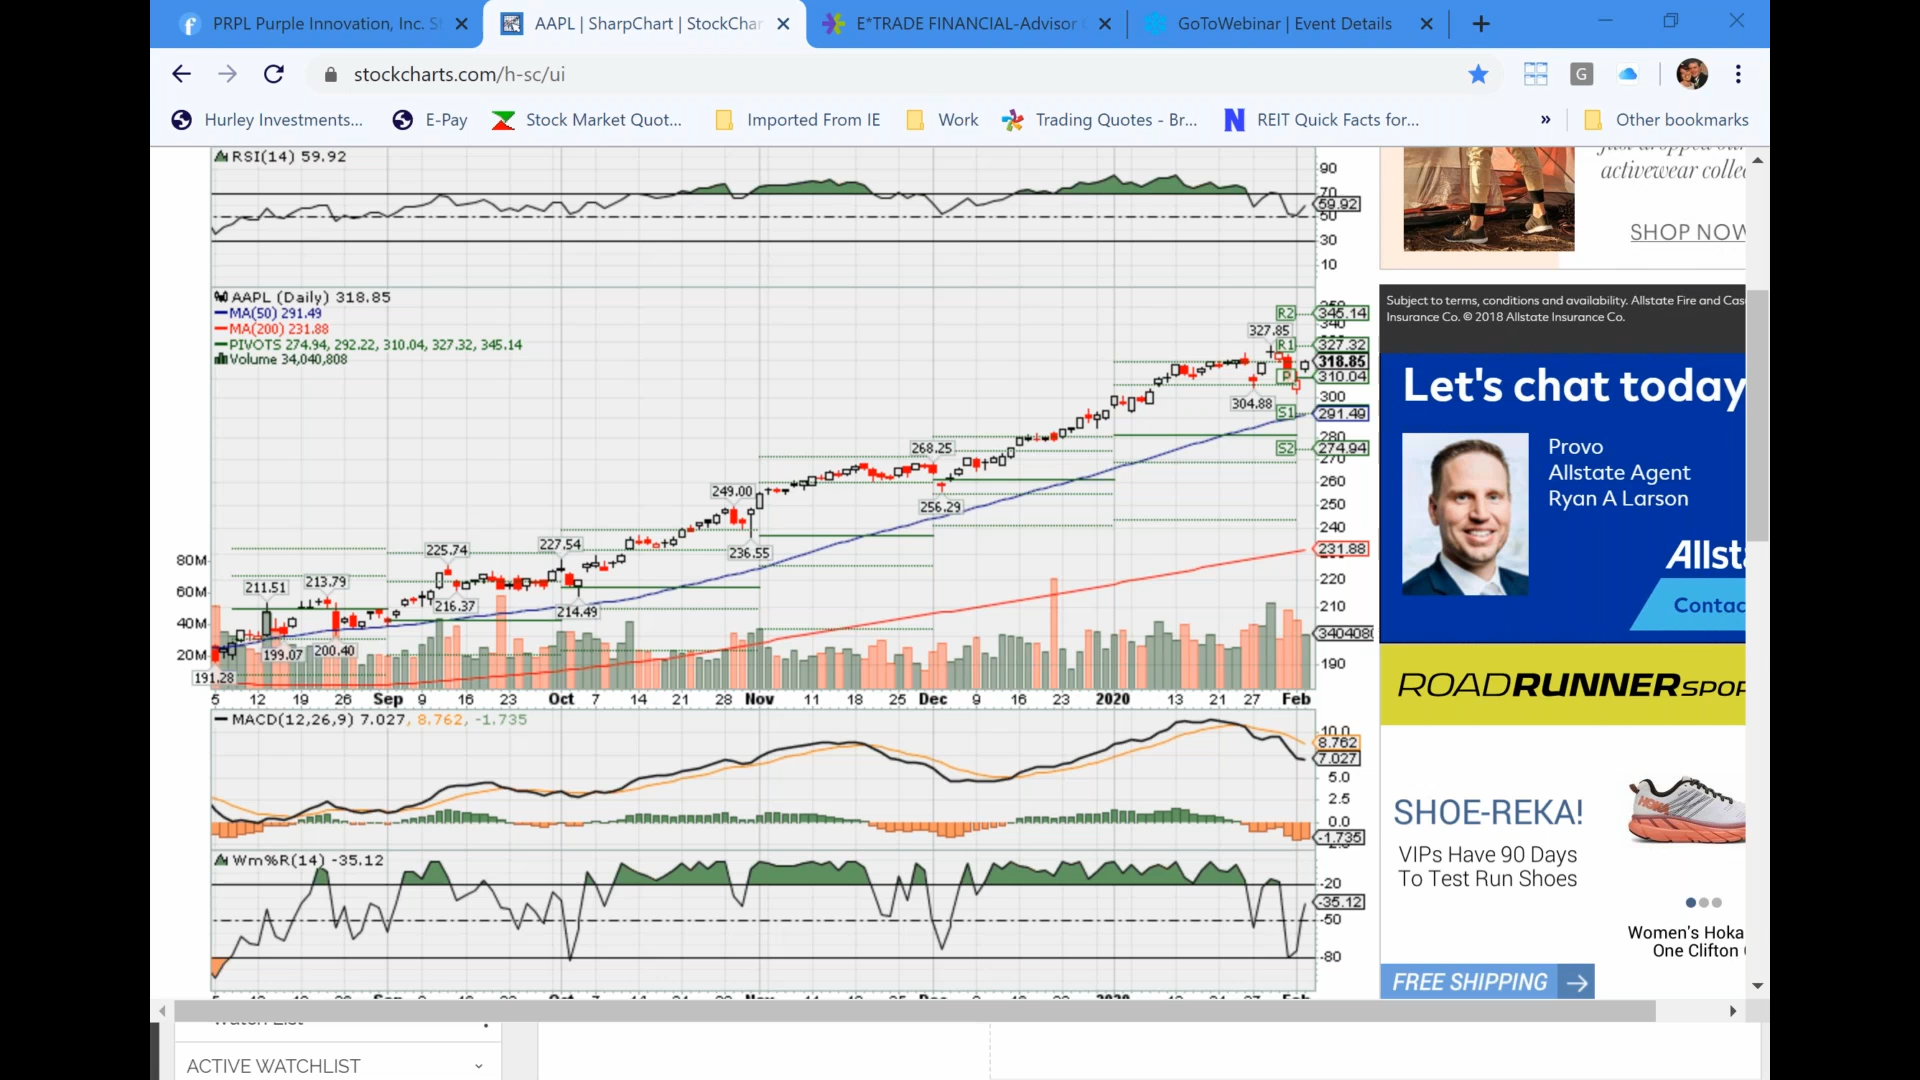 PRPL Purple Innovation, Inc. St
AAPL | SharpChart | StockChar
E*TRADE FINANCIAL-Advisor
GoToWebinar | Event Details
stockcharts.com/h-sc/ui
G
Hurley Investments...
E-Pay
Stock Market Quot...
Imported From IE
Work
Trading Quotes - Br...
N
REIT Quick Facts for...
»
Other bookmarks
RSI(14) 59.92
90
70
59.92
50
30
10
AAPL (Daily) 318.85
MA(50) 291.49
MA(200) 231.88
PIVOTS 274.94, 292.22, 310.04, 327.32, 345.14
Volume 34,040,808
R2 345.14
340
327.85
R1 327.32
318.85
P 310.04
300
304.88
S1 291.49
280
S2 274.94
270
268.25
260
256.29
250
249.00
240
236.55
231.88
227.54
225.74
220
216.37
214.49
213.79
211.51
210
200.40
199.07
191.28
190
80M
60M
40M
20M
3404080
5 12 19 26 Sep 9 16 23 Oct 7 14 21 Nov 11 18 25 Dec 9 16 23 2020 13 21 27 Feb
MACD(12,26,9) 7.027, 8.762, -1.735
10.0
8.762
7.027
5.0
2.5
0.0
-1.735
Wm%R(14) -35.12
-20
-35.12
-50
-80
activewear collec
SHOP NOW
Subject to terms, conditions and availability. Allstate Fire and Cas
Insurance Co. © 2018 Allstate Insurance Co.
Let's chat today
Provo
Allstate Agent
Ryan A Larson
Allst
Contac
ROADRUNNER SPOR
SHOE-REKA!
VIPs Have 90 Days
To Test Run Shoes
HOKA
Women's Hoka
One Clifton
FREE SHIPPING
ACTIVE WATCHLIST